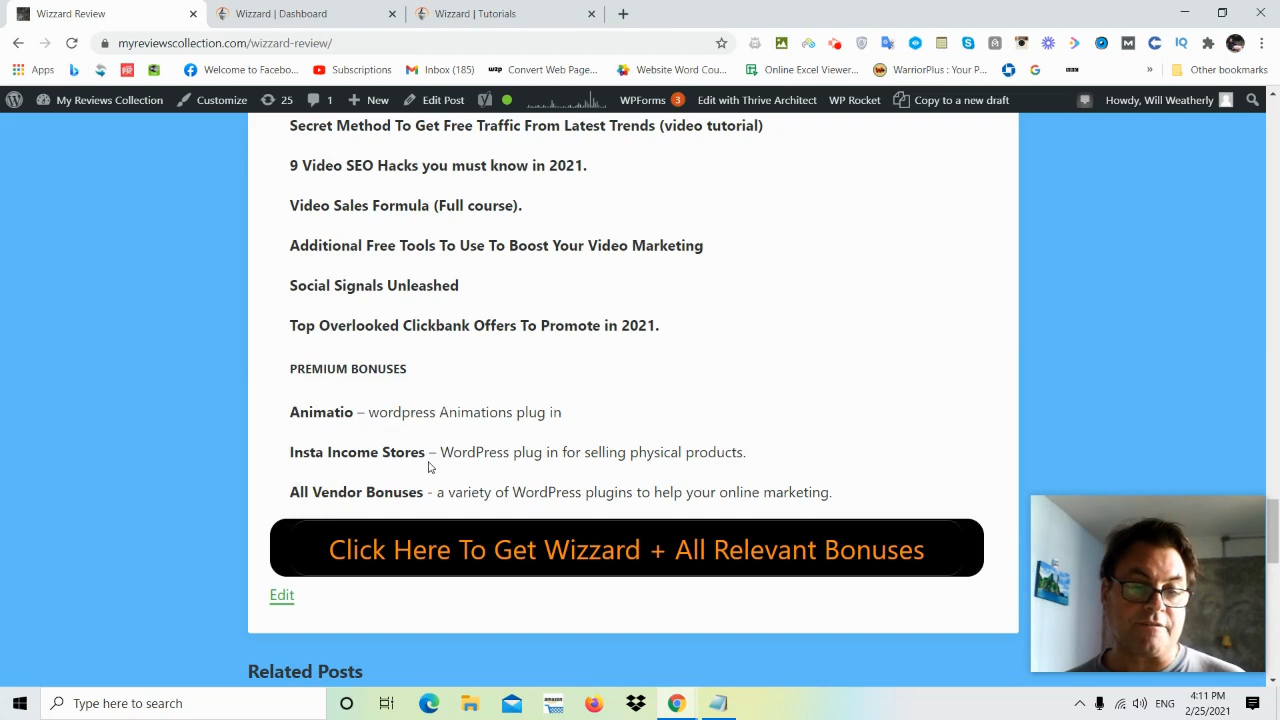 Wizzard Review
Wizzard | Dashboard
Wizzard | Tutorials
myreviewscollection.com/wizzard-review/
Apps
Welcome to Facebo...
Subscriptions
Inbox (185)
Convert Web Page...
Website Word Cou...
Online Excel Viewer...
WarriorPlus : Your P...
Other bookmarks
My Reviews Collection
Customize
25
1
New
Edit Post
WPForms 3
Edit with Thrive Architect
WP Rocket
Copy to a new draft
Howdy, Will Weatherly
Secret Method To Get Free Traffic From Latest Trends (video tutorial)
9 Video SEO Hacks you must know in 2021.
Video Sales Formula (Full course).
Additional Free Tools To Use To Boost Your Video Marketing
Social Signals Unleashed
Top Overlooked Clickbank Offers To Promote in 2021.
PREMIUM BONUSES
Animatio – wordpress Animations plug in
Insta Income Stores – WordPress plug in for selling physical products.
All Vendor Bonuses - a variety of WordPress plugins to help your online marketing.
Click Here To Get Wizzard + All Relevant Bonuses
Edit
Related Posts
Type here to search
amazon
ENG
4:11 PM
2/25/2021